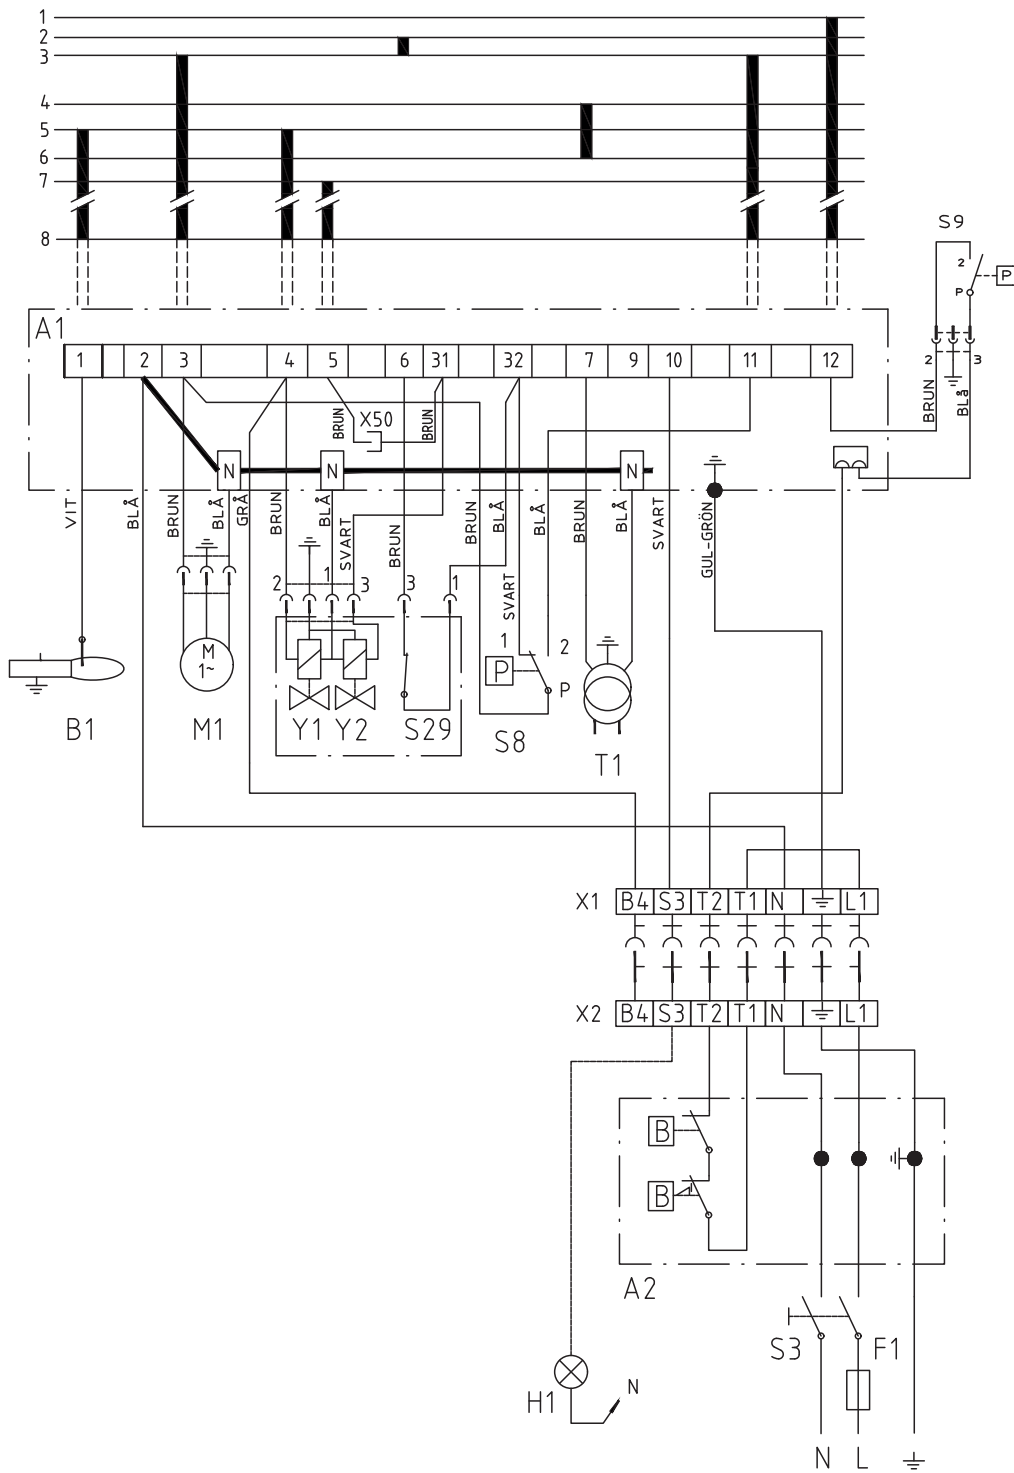 1
2
3
4
5
6
7
8
S9
2
P
P
A1
1 2 3 4 5 6 31 32 7 9 10 11 12
2 3
BRUN
BLå
BRUN
X50
BRUN
N N N
VIT
BLÅ
BRUN
BLÅ
GRÅ
BRUN
BLÅ
SVART
BRUN
BRUN
BLÅ
SVART
BLÅ
BRUN
BLÅ
SVART
GUL-GRÖN
2 1 3 3 1
1 2
M
1~
P
P
B1 M1 Y1 Y2 S29 S8 T1
X1 B4 S3 T2 T1 N L1
X2 B4 S3 T2 T1 N L1
B
B
A2
S3 F1
H1 N
N L